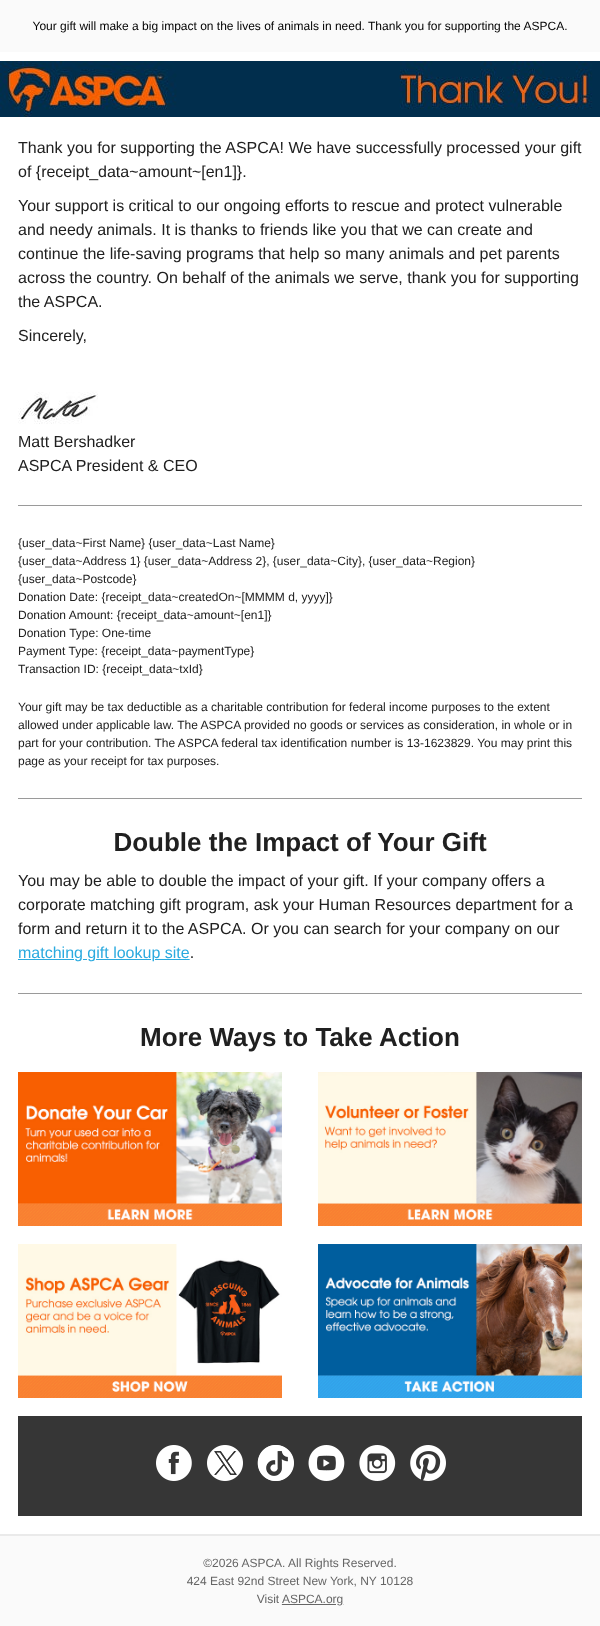 Your gift will make a big impact on the lives of animals in need. Thank you for supporting the ASPCA.
ASPCA
Thank You!
Thank you for supporting the ASPCA! We have successfully processed your gift
of {receipt_data~amount~[en1]}.
Your support is critical to our ongoing efforts to rescue and protect vulnerable
and needy animals. It is thanks to friends like you that we can create and
continue the life-saving programs that help so many animals and pet parents
across the country. On behalf of the animals we serve, thank you for supporting
the ASPCA.
Sincerely,
Matt
Matt Bershadker
ASPCA President & CEO
{user_data~First Name} {user_data~Last Name}
{user_data~Address 1} {user_data~Address 2}, {user_data~City}, {user_data~Region}
{user_data~Postcode}
Donation Date: {receipt_data~createdOn~[MMMM d, yyyy]}
Donation Amount: {receipt_data~amount~[en1]}
Donation Type: One-time
Payment Type: {receipt_data~paymentType}
Transaction ID: {receipt_data~txId}
Your gift may be tax deductible as a charitable contribution for federal income purposes to the extent
allowed under applicable law. The ASPCA provided no goods or services as consideration, in whole or in
part for your contribution. The ASPCA federal tax identification number is 13-1623829. You may print this
page as your receipt for tax purposes.
Double the Impact of Your Gift
You may be able to double the impact of your gift. If your company offers a
corporate matching gift program, ask your Human Resources department for a
form and return it to the ASPCA. Or you can search for your company on our
matching gift lookup site.
More Ways to Take Action
Donate Your Car
Turn your used car into a
charitable contribution for
animals!
LEARN MORE
Volunteer or Foster
Want to get involved to
help animals in need?
LEARN MORE
Shop ASPCA Gear
Purchase exclusive ASPCA
gear and be a voice for
animals in need.
RESCUING
SINCE 1866
ANIMALS
ASPCA
SHOP NOW
Advocate for Animals
Speak up for animals and
learn how to be a strong,
effective advocate.
TAKE ACTION
©2026 ASPCA. All Rights Reserved.
424 East 92nd Street New York, NY 10128
Visit ASPCA.org